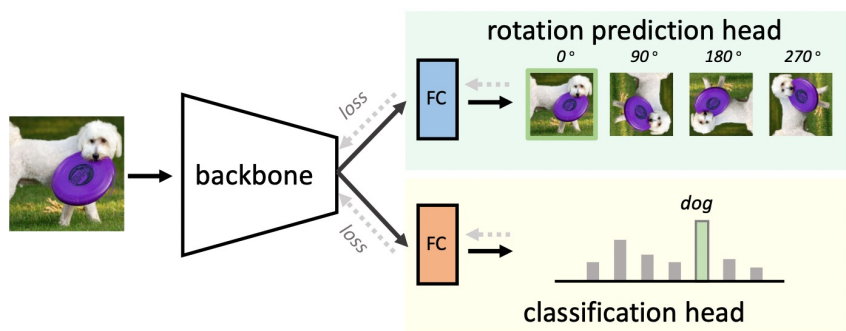 rotation prediction head
0°
90°
180°
270°
FC
loss
backbone
loss
FC
dog
classification head